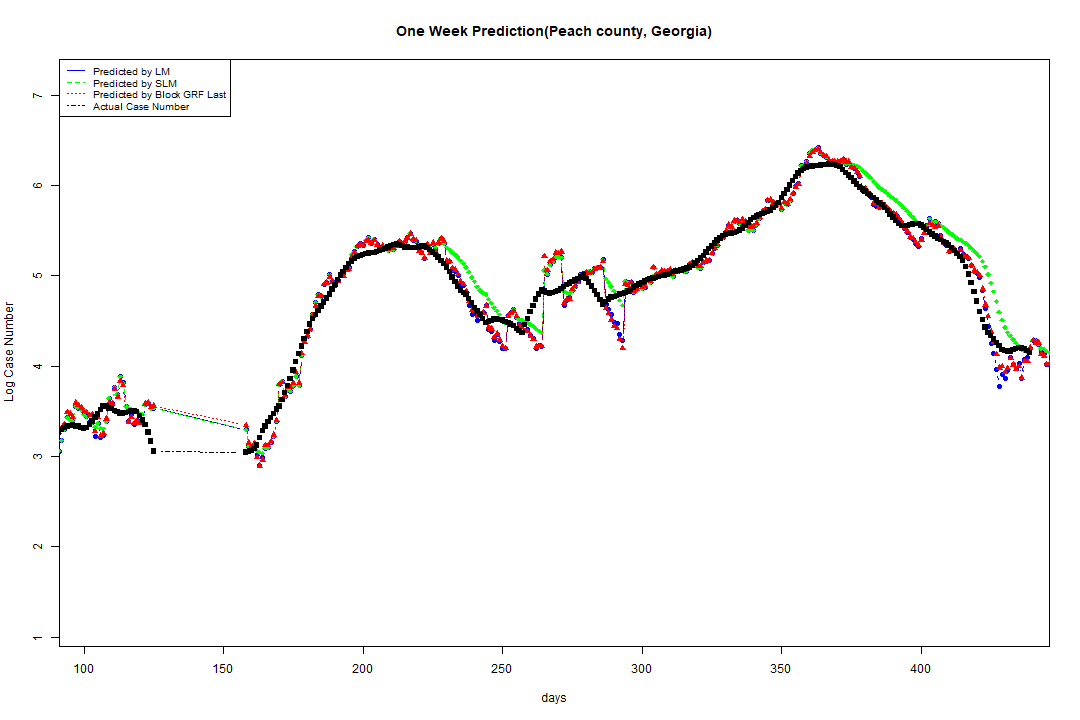 One Week Prediction(Peach county, Georgia)
Predicted by LM
Predicted by SLM
Predicted by Block GRF Last
Actual Case Number
7
6
5
4
3
2
1
Log Case Number
100 150 200 250 300 350 400
days